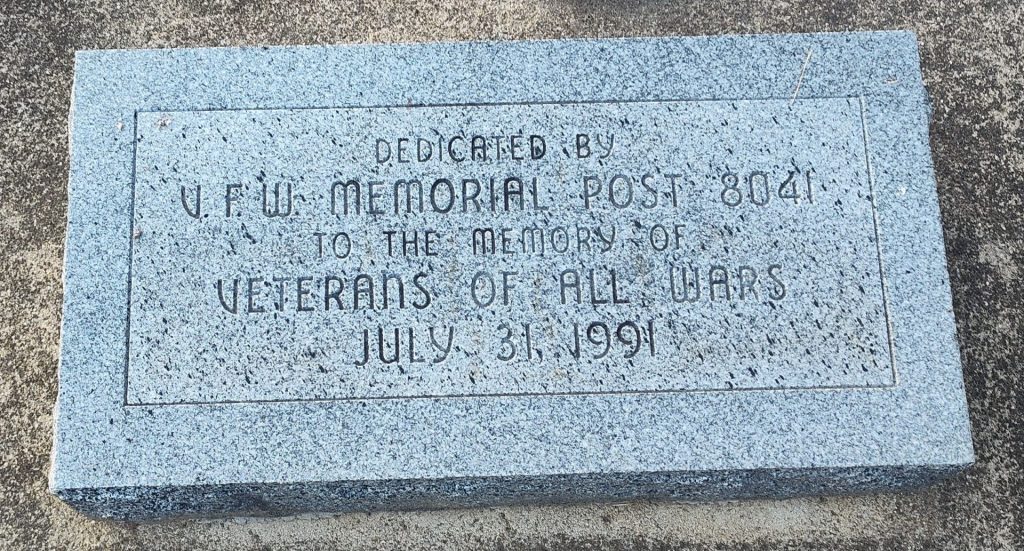 DEDICATED BY
V.F.W. MEMORIAL POST 8041
TO THE MEMORY OF
VETERANS OF ALL WARS
JULY 31, 1991